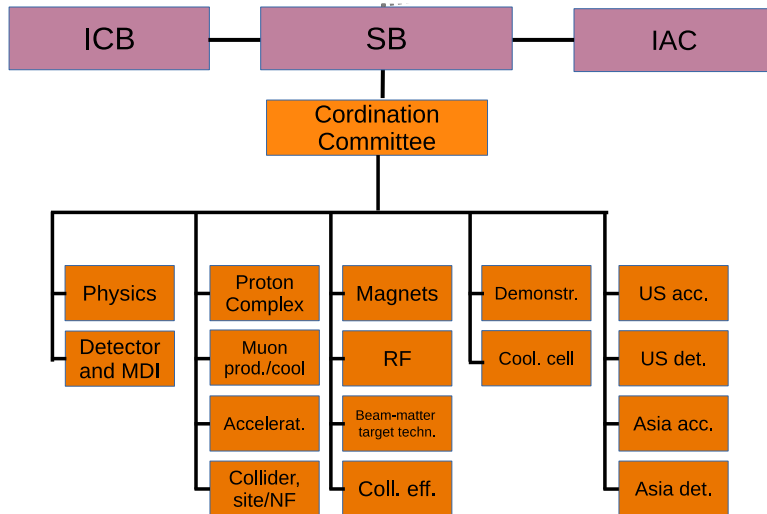 ICB
SB
IAC
Cordination
Committee
Physics
Detector
and MDI
Proton
Complex
Muon
prod./cool
Accelerat.
Collider,
site/NF
Magnets
RF
Beam-matter
target techn.
Coll. eff.
Demonstr.
Cool. cell
US acc.
US det.
Asia acc.
Asia det.